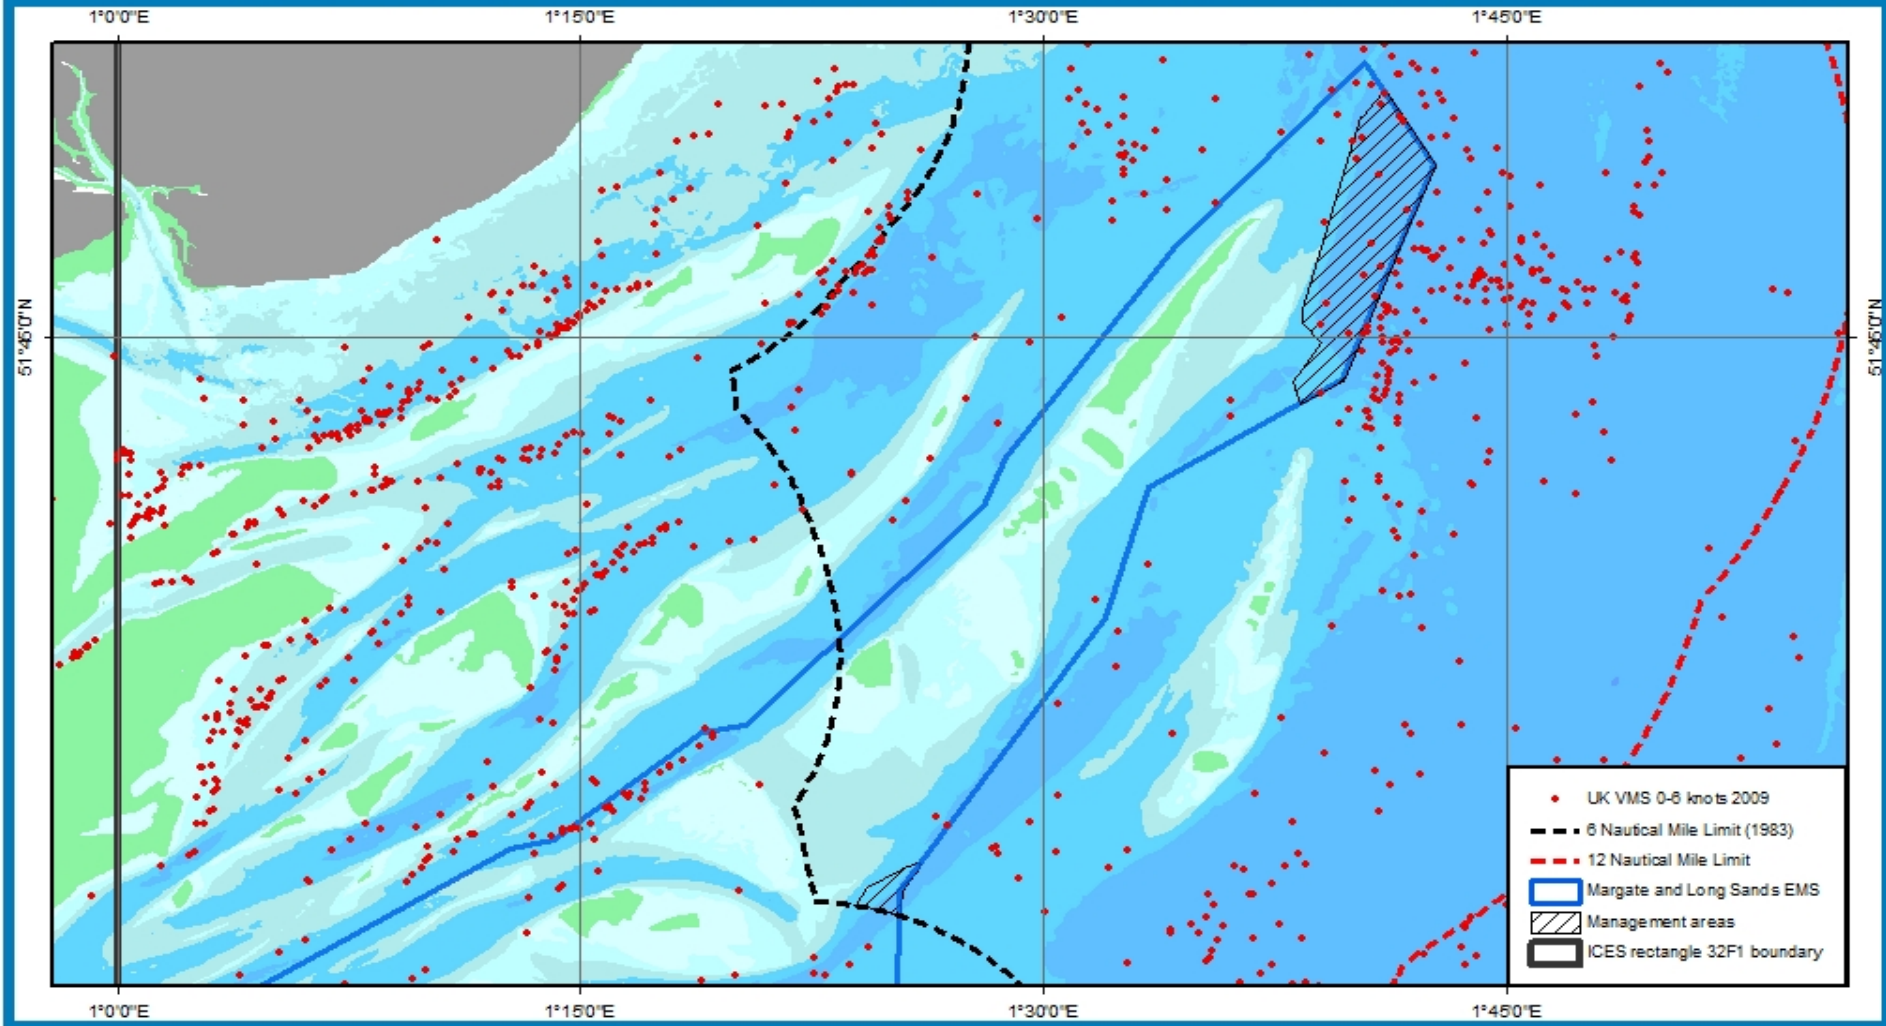 1°0'0"E 1°15'0"E 1°30'0"E 1°45'0"E
51°45'0"N 51°45'0"N
UK VMS 0-6 knots 2009
6 Nautical Mile Limit (1983)
12 Nautical Mile Limit
Margate and Long Sands EMS
Management areas
ICES rectangle 32F1 boundary
1°0'0"E 1°15'0"E 1°30'0"E 1°45'0"E